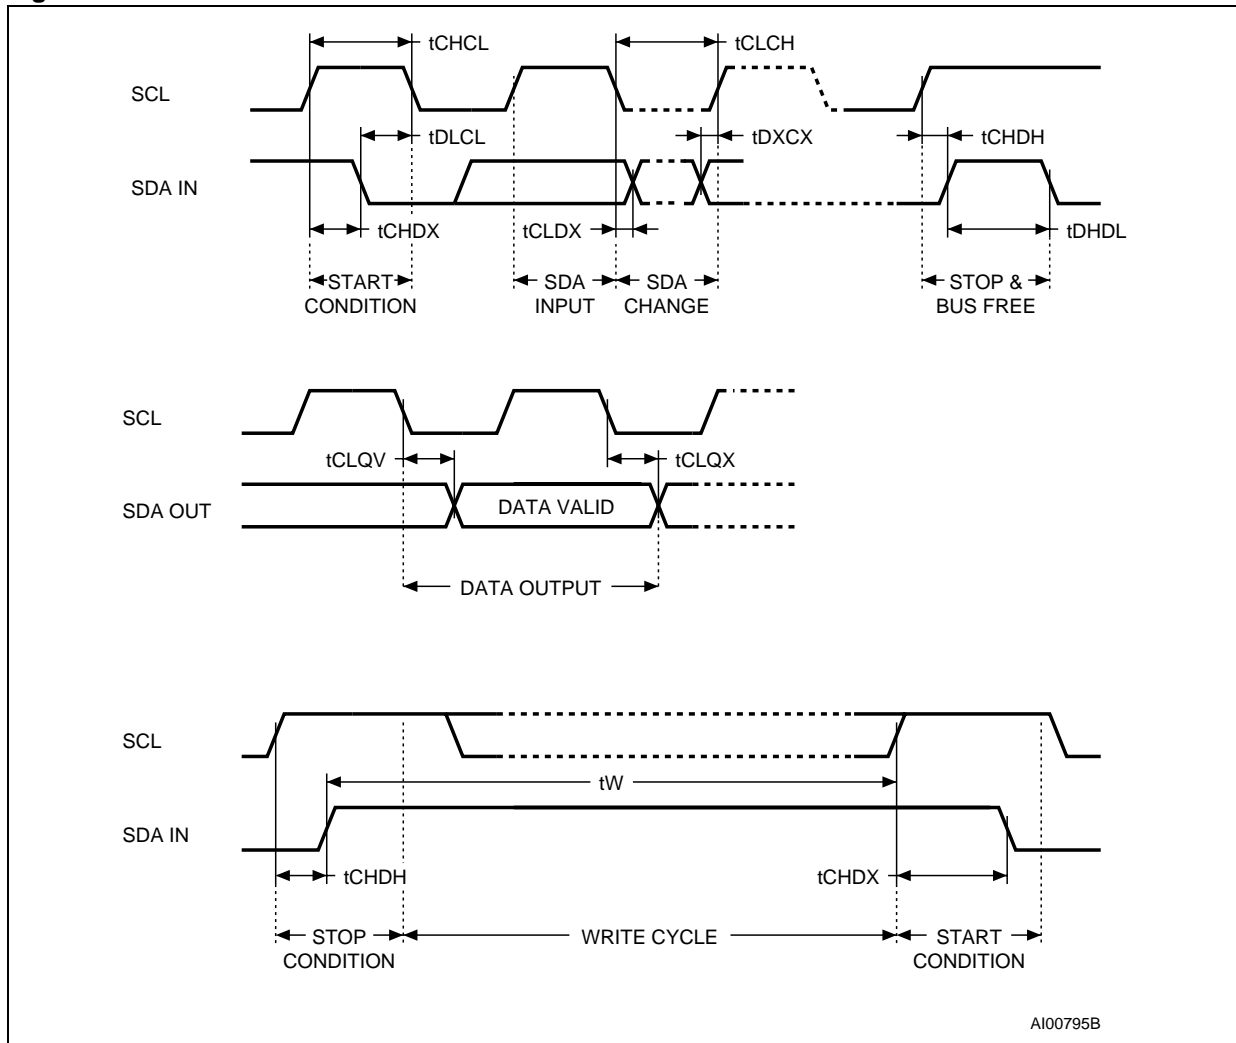 tCHCL
tCLCH
SCL
tDLCL
tDXCX
tCHDH
SDA IN
tCHDX
tCLDX
tDHDL
START
CONDITION
SDA
INPUT
SDA
CHANGE
STOP &
BUS FREE
SCL
tCLQV
tCLQX
SDA OUT
DATA VALID
DATA OUTPUT
SCL
tW
SDA IN
tCHDH
tCHDX
STOP
CONDITION
WRITE CYCLE
START
CONDITION
AI00795B